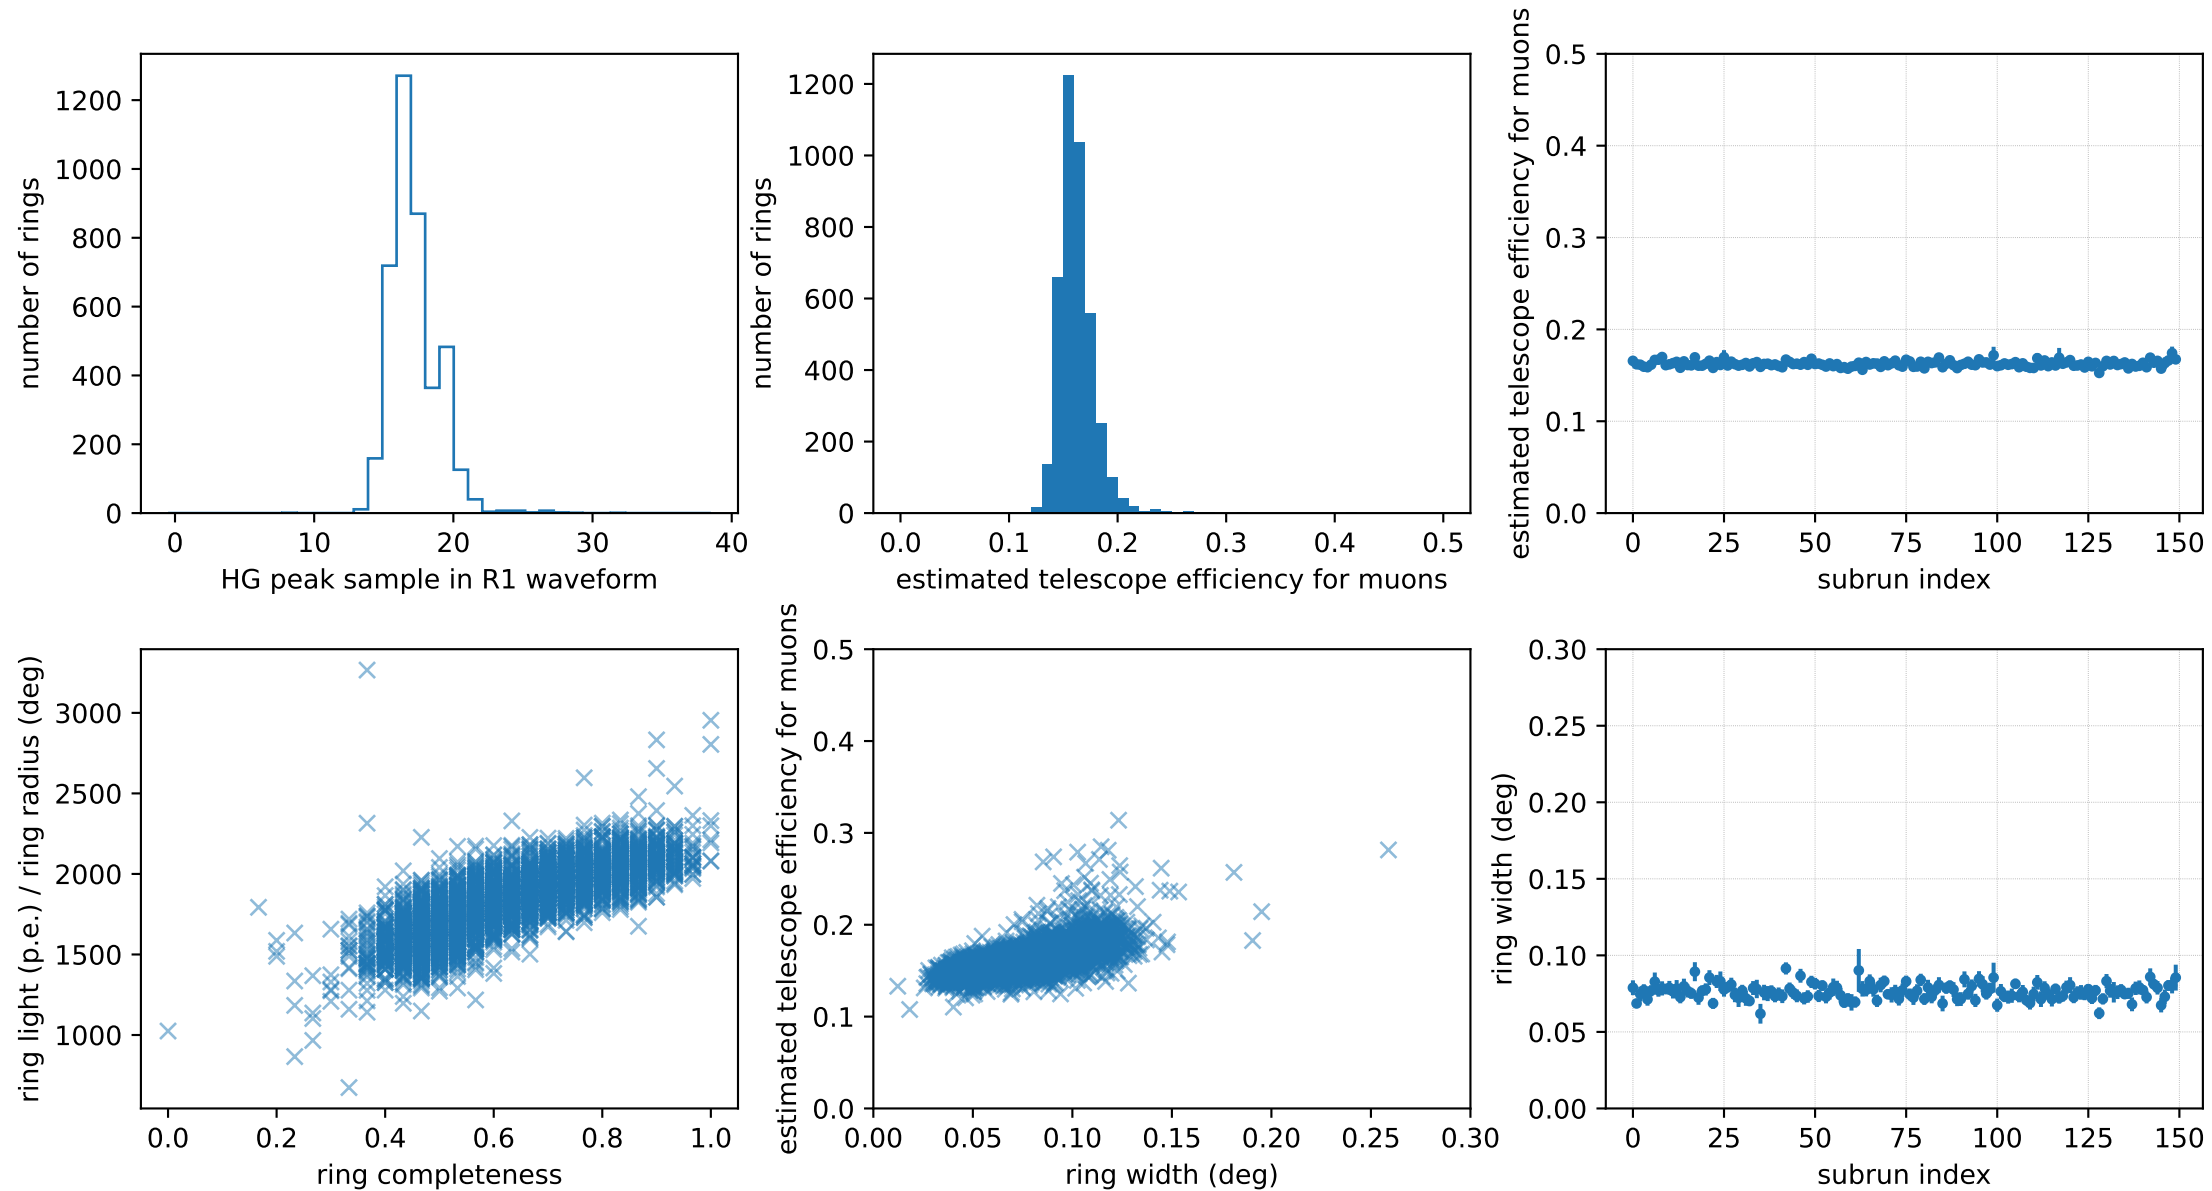 1200
1000
800
600
400
200
0
number of rings
0 10 20 30 40
HG peak sample in R1 waveform
1200
1000
800
600
400
200
0
number of rings
0.0 0.1 0.2 0.3 0.4 0.5
estimated telescope efficiency for muons
0.5
0.4
0.3
0.2
0.1
0.0
estimated telescope efficiency for muons
0 25 50 75 100 125 150
subrun index
3000
2500
2000
1500
1000
ring light (p.e.) / ring radius (deg)
0.0 0.2 0.4 0.6 0.8 1.0
ring completeness
0.5
0.4
0.3
0.2
0.1
0.0
estimated telescope efficiency for muons
0.00 0.05 0.10 0.15 0.20 0.25 0.30
ring width (deg)
0.30
0.25
0.20
0.15
0.10
0.05
0.00
ring width (deg)
0 25 50 75 100 125 150
subrun index